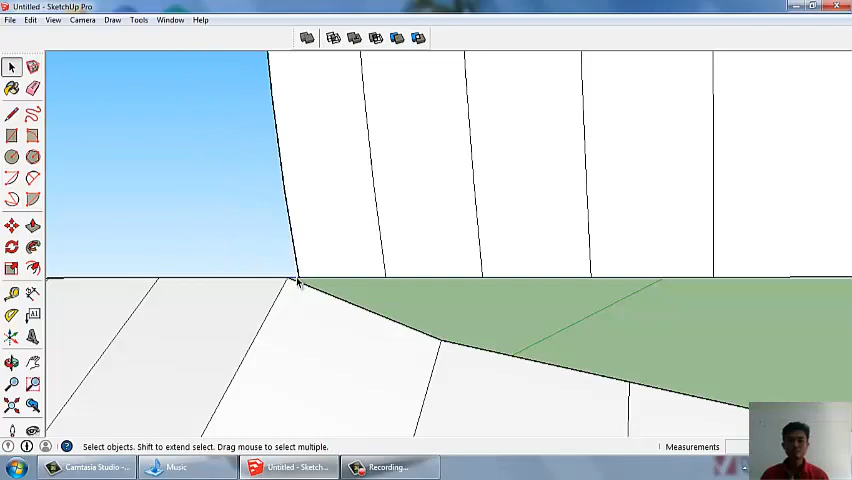 Untitled - SketchUp Pro
File Edit View Camera Draw Tools Window Help
A1
Select objects. Shift to extend select. Drag mouse to select multiple.
Measurements
Camtasia Studio -...
Music
Untitled - Sketch...
Recording...